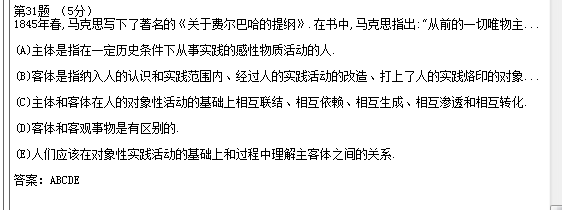 第31题 (5分)
1845年春,马克思写下了著名的《关于费尔巴哈的提纲》.在书中,马克思指出:“从前的一切唯物主...
(A)主体是指在一定历史条件下从事实践的感性物质活动的人.
(B)客体是指纳入人的认识和实践范围内、经过人的实践活动的改造、打上了人的实践烙印的对象...
(C)主体和客体在人的对象性活动的基础上相互联结、相互依赖、相互生成、相互渗透和相互转化.
(D)客体和客观事物是有区别的.
(E)人们应该在对象性实践活动的基础上和过程中理解主客体之间的关系.
答案: ABCDE